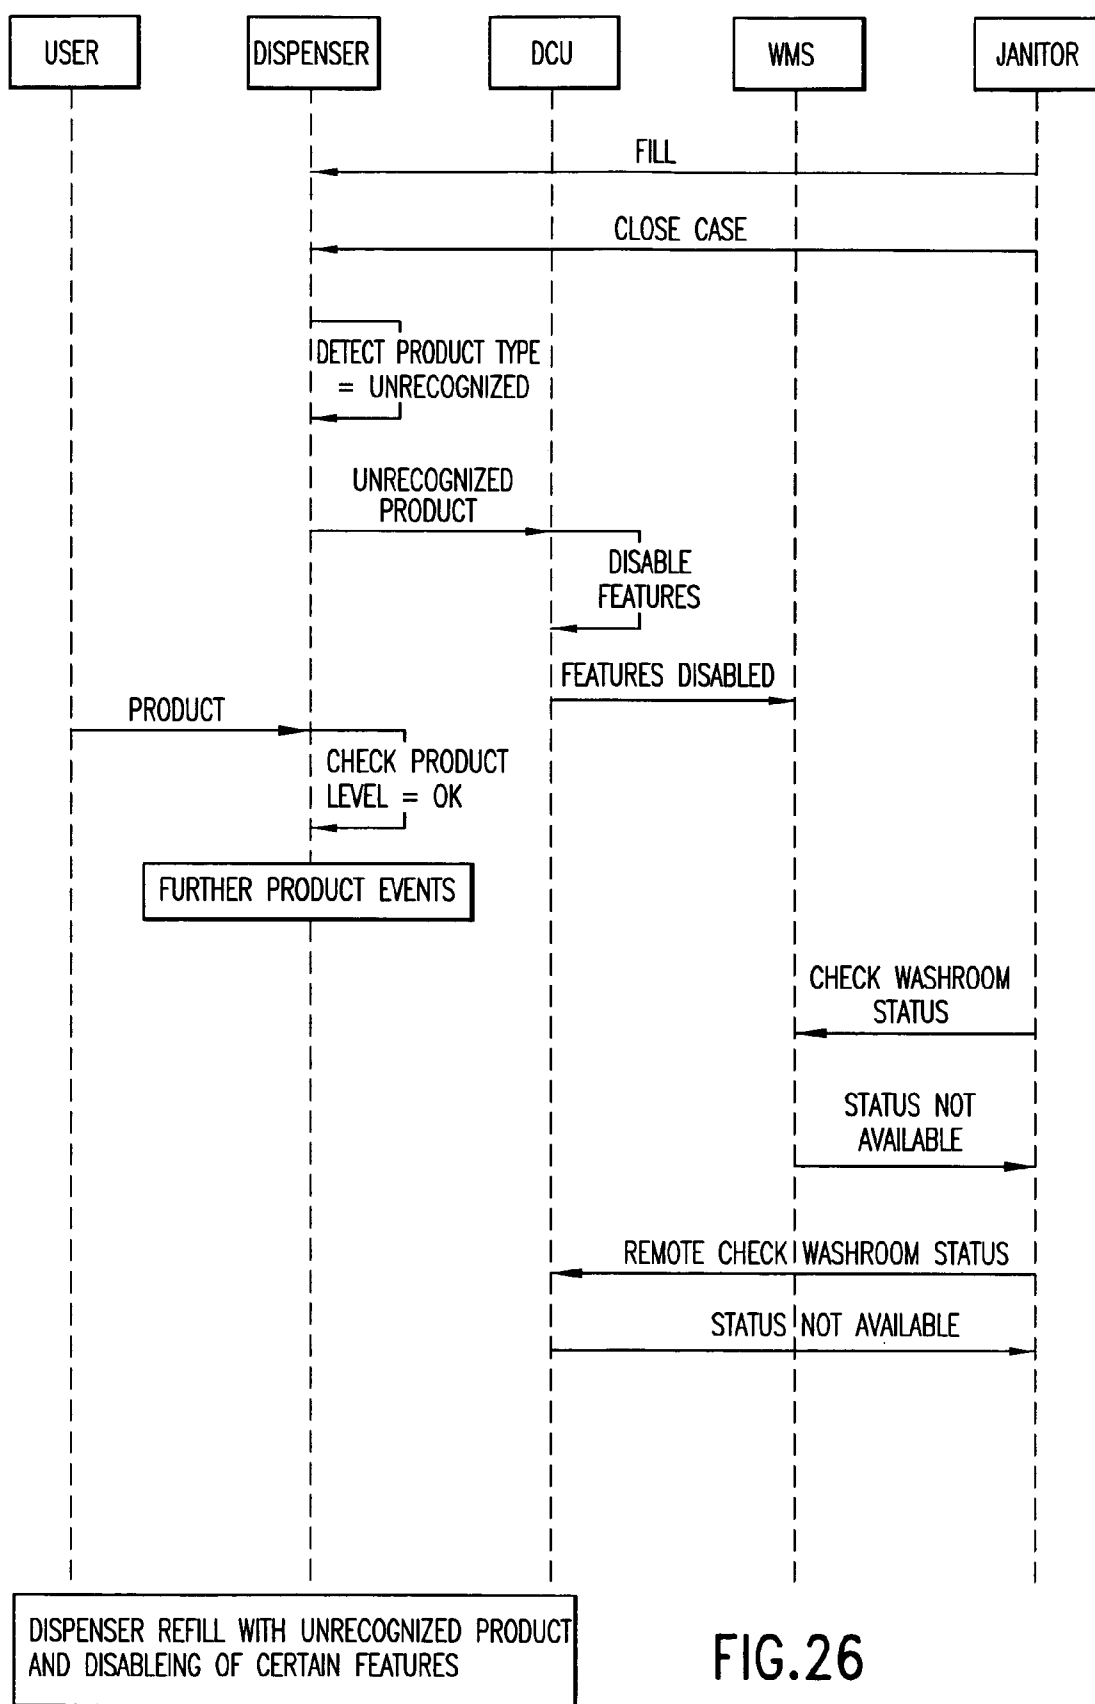 USER
DISPENSER
DCU
WMS
JANITOR
FILL
CLOSE CASE
DETECT PRODUCT TYPE
= UNRECOGNIZED
UNRECOGNIZED
PRODUCT
DISABLE
FEATURES
FEATURES DISABLED
PRODUCT
CHECK PRODUCT
LEVEL = OK
FURTHER PRODUCT EVENTS
CHECK WASHROOM
STATUS
STATUS NOT
AVAILABLE
REMOTE CHECK WASHROOM STATUS
STATUS NOT AVAILABLE
DISPENSER REFILL WITH UNRECOGNIZED PRODUCT
AND DISABLEING OF CERTAIN FEATURES
FIG.26